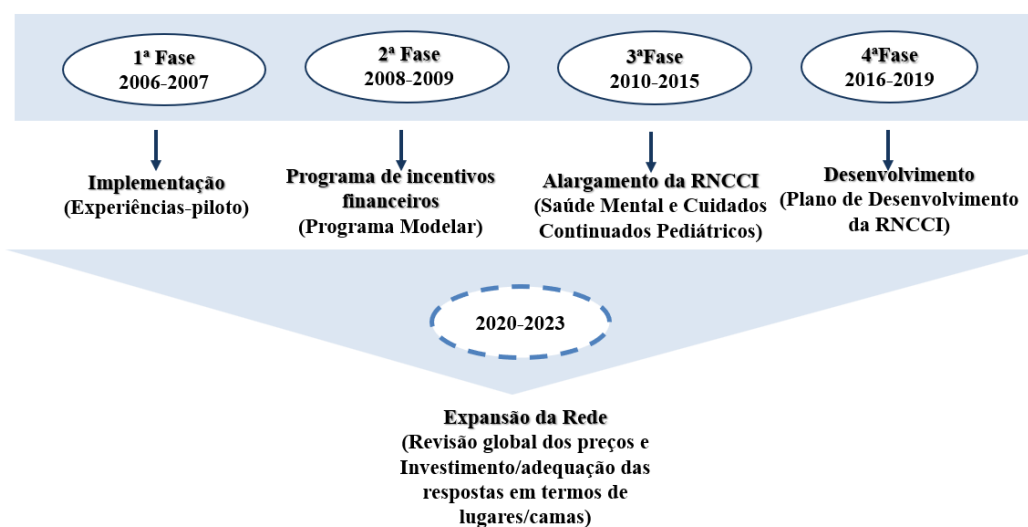 1ª Fase
2006-2007
2ª Fase
2008-2009
3ªFase
2010-2015
4ªFase
2016-2019
Implementação
(Experiências-piloto)
Programa de incentivos
financeiros
(Programa Modelar)
Alargamento da RNCCI
(Saúde Mental e Cuidados
Continuados Pediátricos)
Desenvolvimento
(Plano de Desenvolvimento
da RNCCI)
2020-2023
Expansão da Rede
(Revisão global dos preços e
Investimento/adequação das
respostas em termos de
lugares/camas)